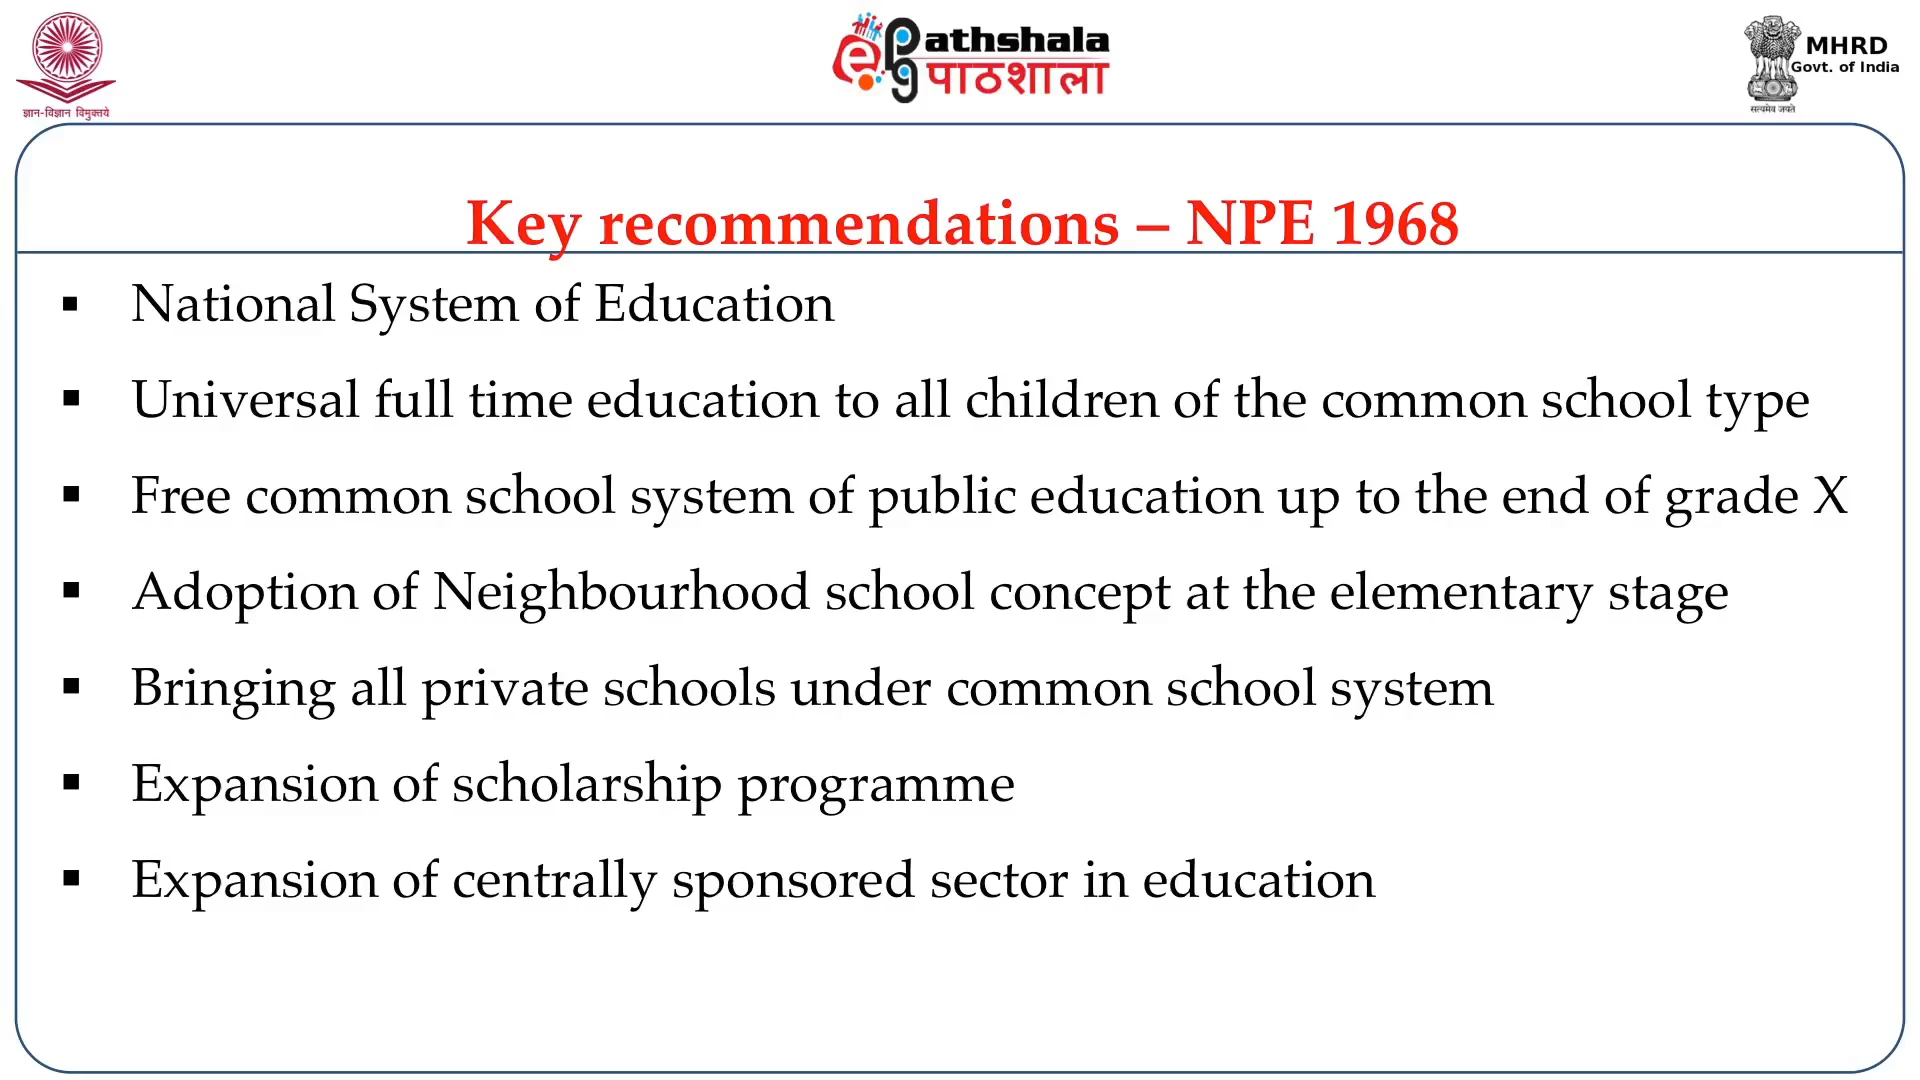 ज्ञान-विज्ञान विमुक्तये
e Pg Pathshala
पाठशाला
MHRD
Govt. of India
सत्यमेव जयते
Key recommendations – NPE 1968
▪ National System of Education
▪ Universal full time education to all children of the common school type
▪ Free common school system of public education up to the end of grade X
▪ Adoption of Neighbourhood school concept at the elementary stage
▪ Bringing all private schools under common school system
▪ Expansion of scholarship programme
▪ Expansion of centrally sponsored sector in education